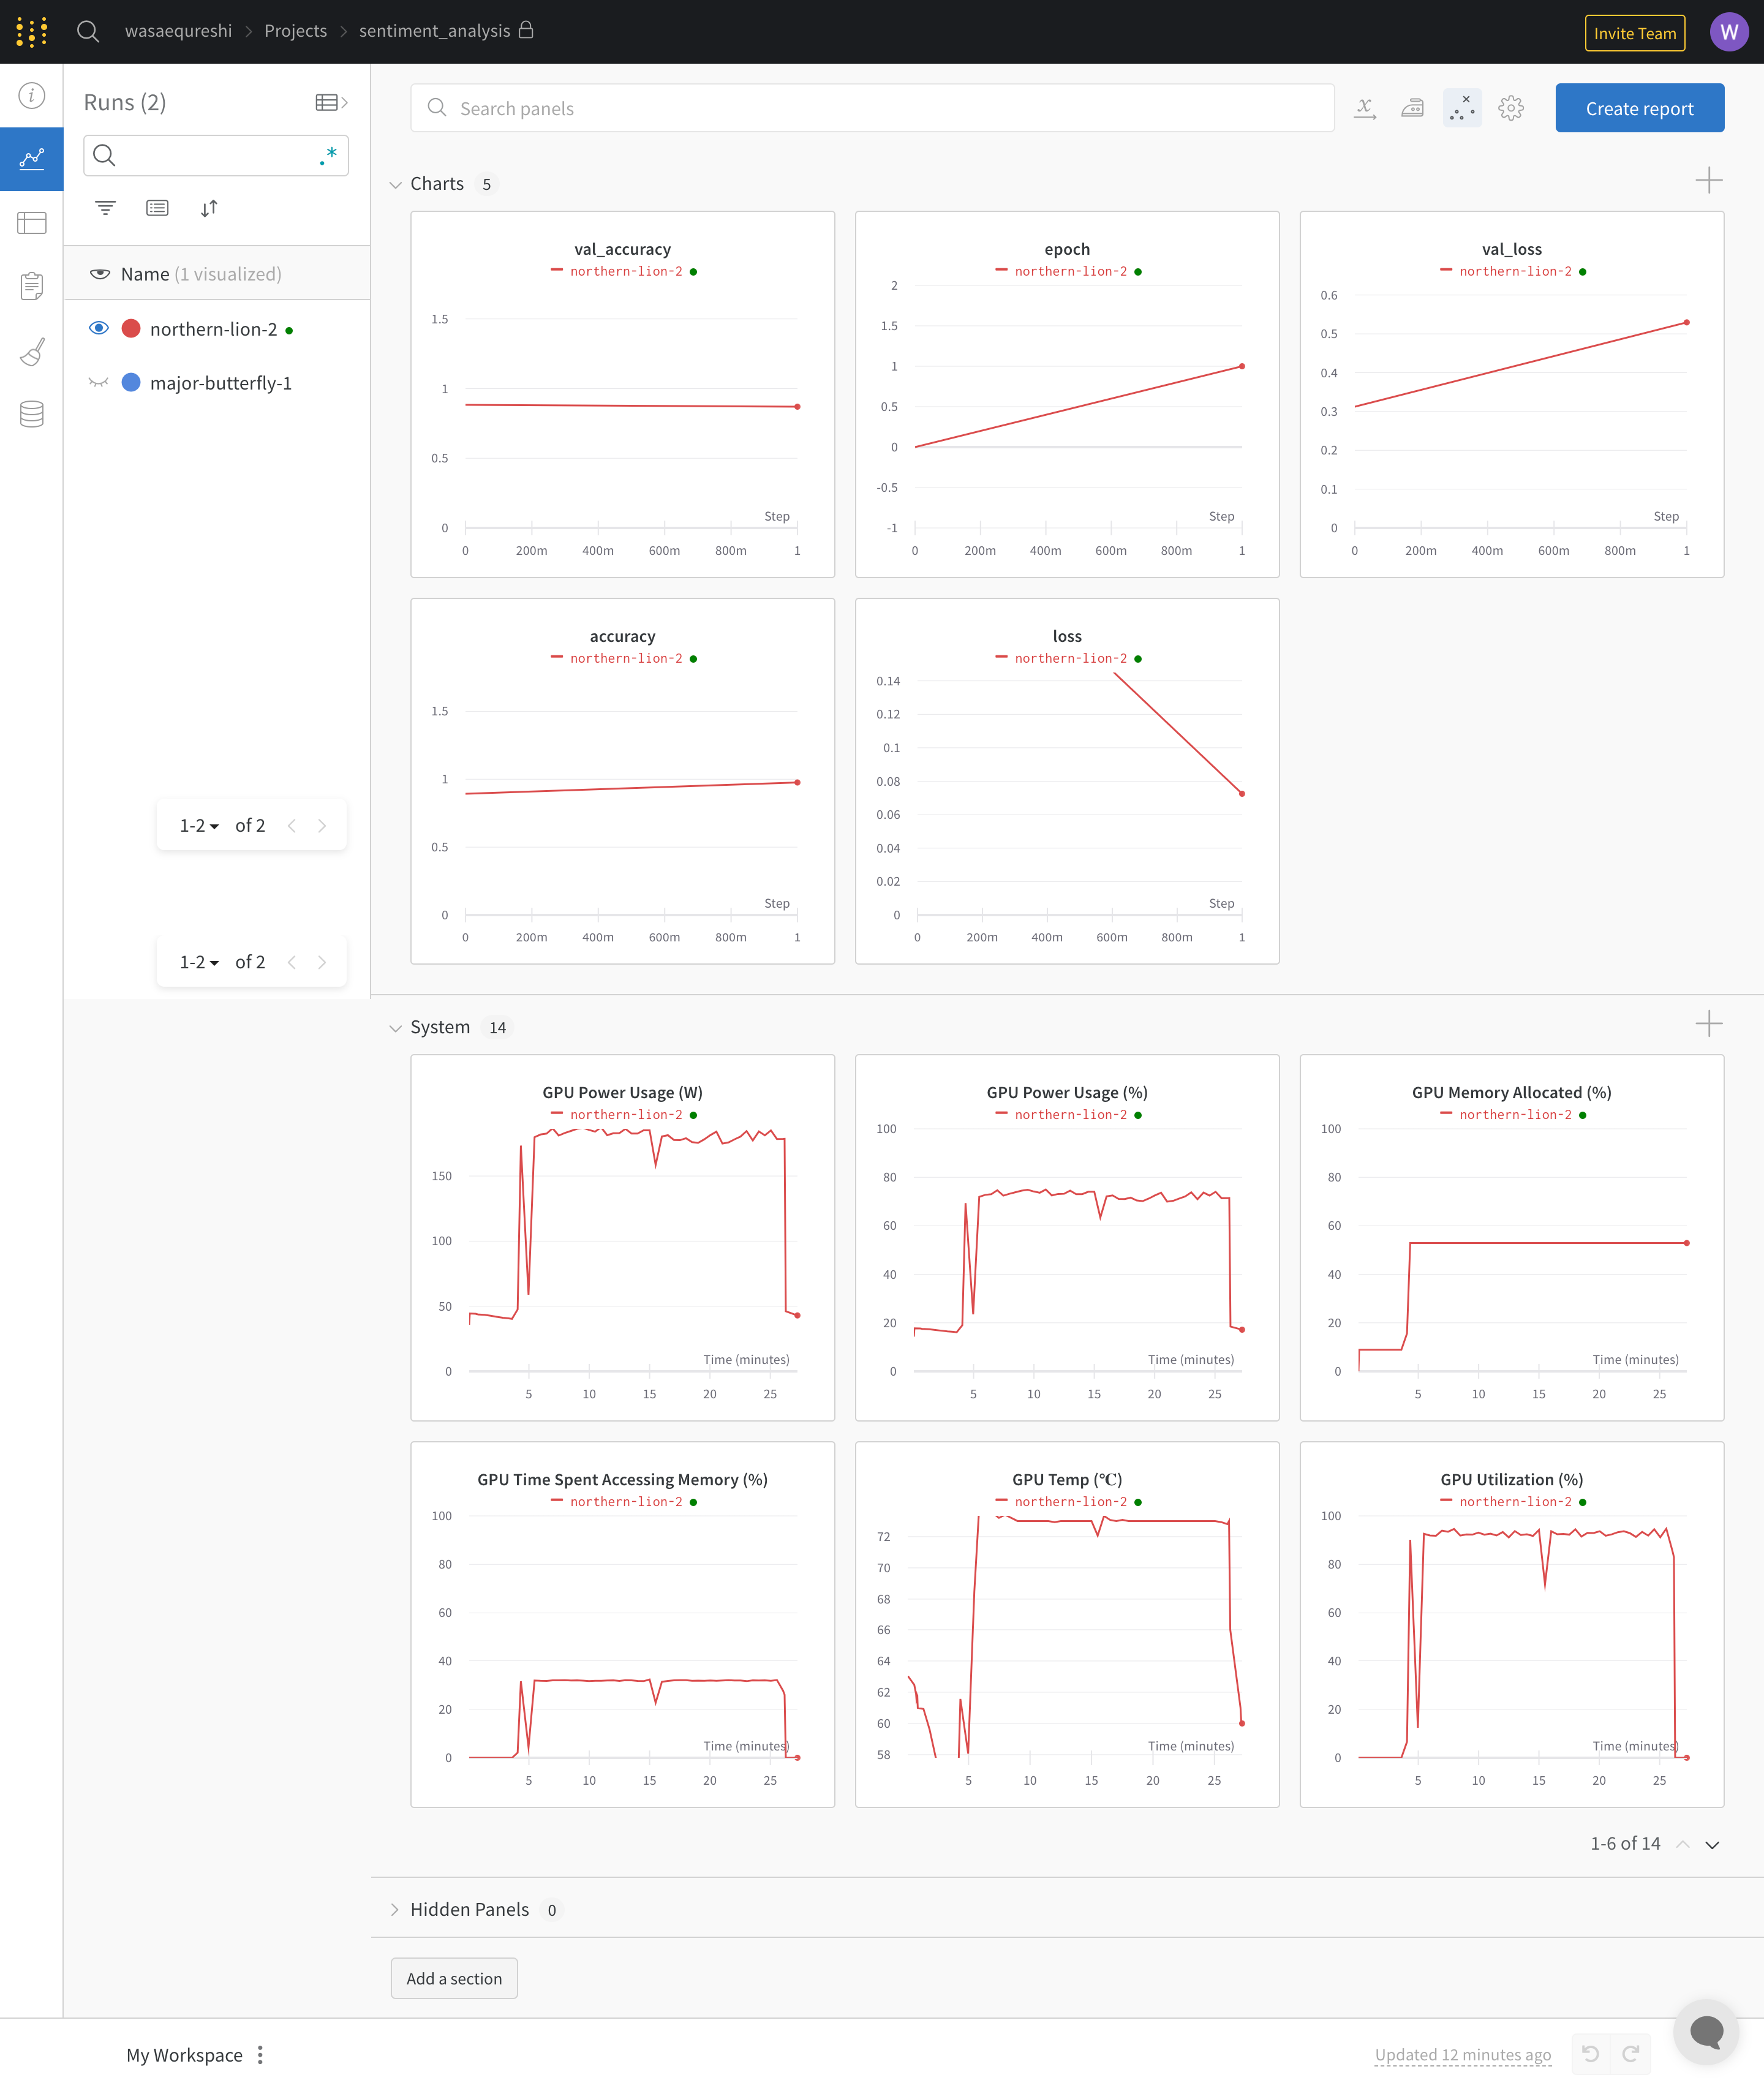 wasaequreshi > Projects > sentiment_analysis
Invite Team
W
Runs (2)
.*
Name (1 visualized)
northern-lion-2
major-butterfly-1
1-2 of 2
1-2 of 2
Search panels
Create report
Charts 5
val_accuracy
northern-lion-2
1.5
1
0.5
0
Step
0 200m 400m 600m 800m 1
epoch
northern-lion-2
2
1.5
1
0.5
0
-0.5
-1
Step
0 200m 400m 600m 800m 1
val_loss
northern-lion-2
0.6
0.5
0.4
0.3
0.2
0.1
0
Step
0 200m 400m 600m 800m 1
accuracy
northern-lion-2
1.5
1
0.5
0
Step
0 200m 400m 600m 800m 1
loss
northern-lion-2
0.14
0.12
0.1
0.08
0.06
0.04
0.02
0
Step
0 200m 400m 600m 800m 1
System 14
GPU Power Usage (W)
northern-lion-2
150
100
50
0
Time (minutes)
5 10 15 20 25
GPU Power Usage (%)
northern-lion-2
100
80
60
40
20
0
Time (minutes)
5 10 15 20 25
GPU Memory Allocated (%)
northern-lion-2
100
80
60
40
20
0
Time (minutes)
5 10 15 20 25
GPU Time Spent Accessing Memory (%)
northern-lion-2
100
80
60
40
20
0
Time (minutes)
5 10 15 20 25
GPU Temp (℃)
northern-lion-2
72
70
68
66
64
62
60
58
Time (minutes)
5 10 15 20 25
GPU Utilization (%)
northern-lion-2
100
80
60
40
20
0
Time (minutes)
5 10 15 20 25
1-6 of 14
Hidden Panels 0
Add a section
My Workspace
Updated 12 minutes ago